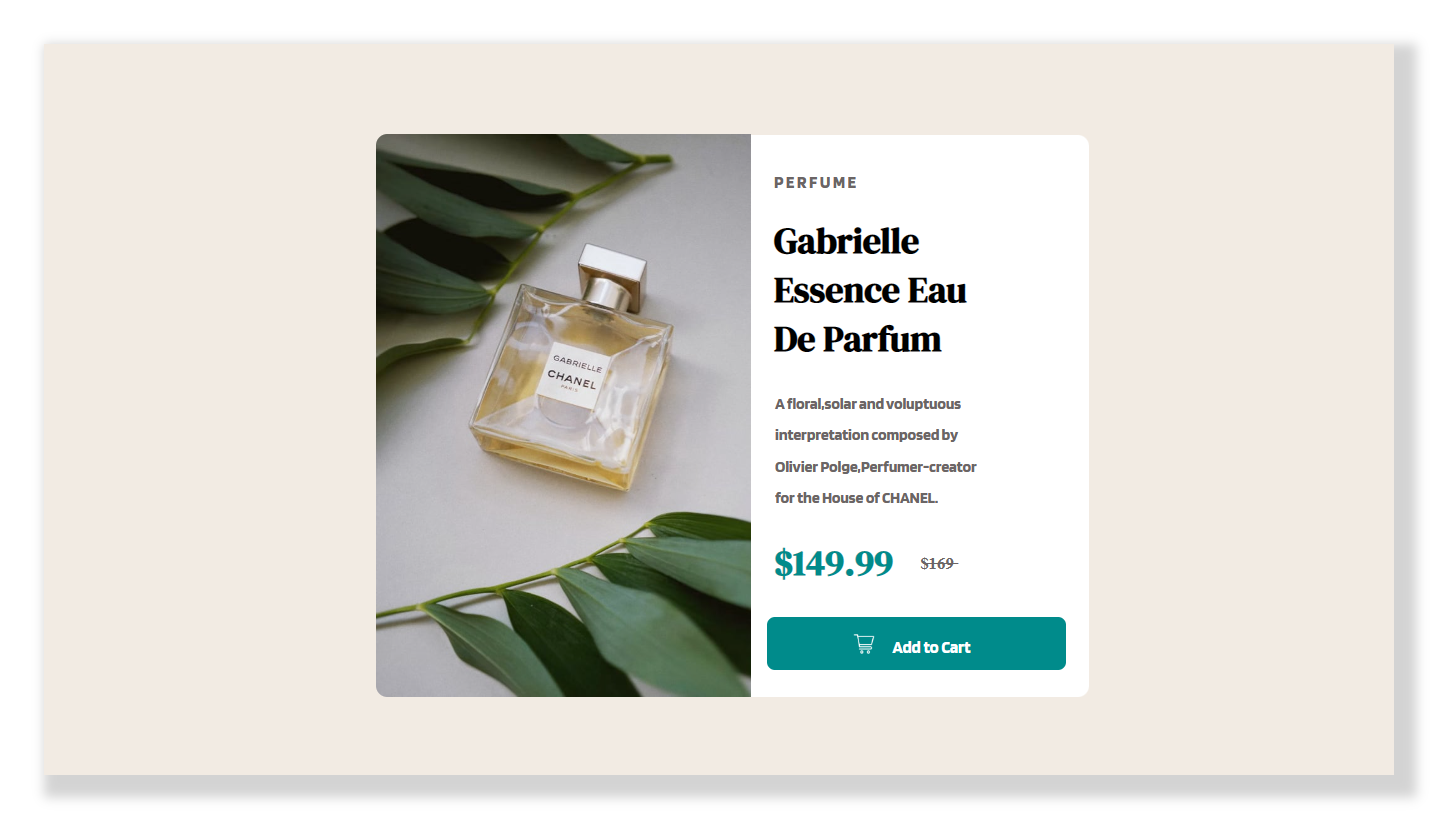 PERFUME
Gabrielle
Essence Eau
De Parfum
GABRIELLE
CHANEL
PARIS
A floral,solar and voluptuous
interpretation composed by
Olivier Polge,Perfumer-creator
for the House of CHANEL.
$149.99 $169
Add to Cart